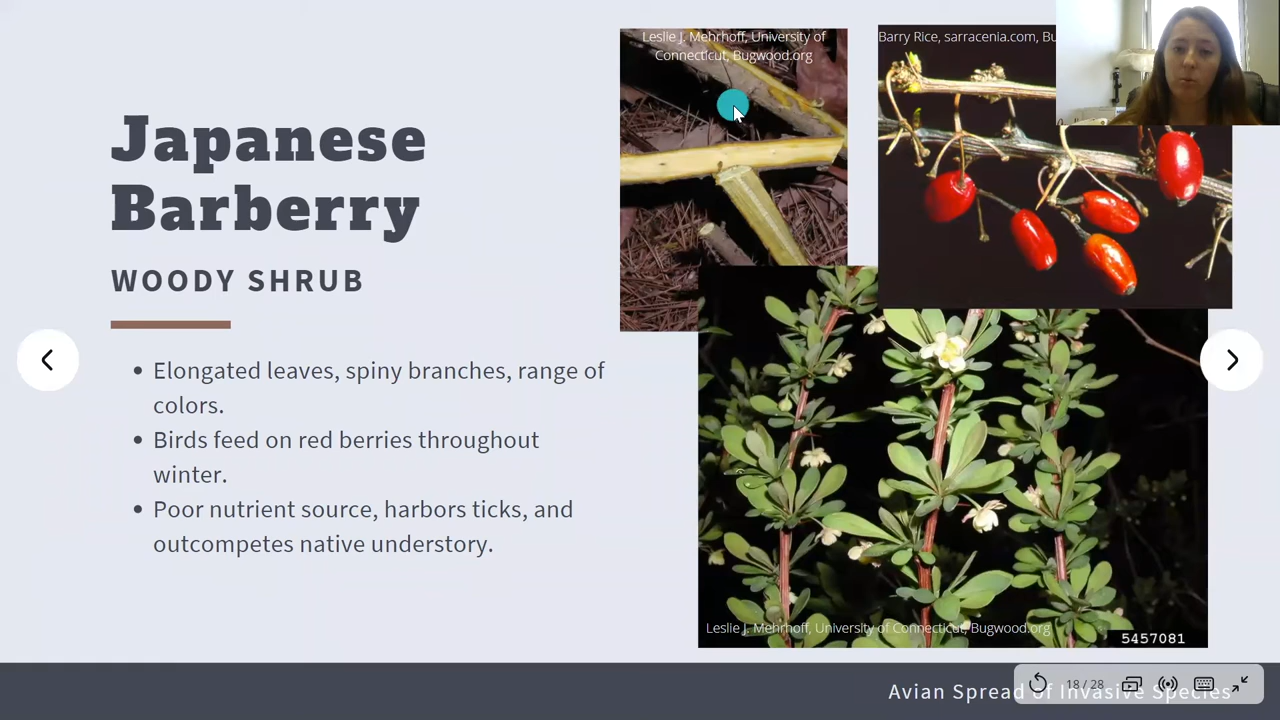 Japanese
Barberry
WOODY SHRUB
• Elongated leaves, spiny branches, range of
colors.
• Birds feed on red berries throughout
winter.
• Poor nutrient source, harbors ticks, and
outcompetes native understory.
Leslie J. Mehrhoff, University of
Connecticut, Bugwood.org
Barry Rice, sarracenia.com, Bu
Leslie J. Mehrhoff, University of Connecticut, Bugwood.org
5457081
Avian Spread of Invasive Species
18 / 28